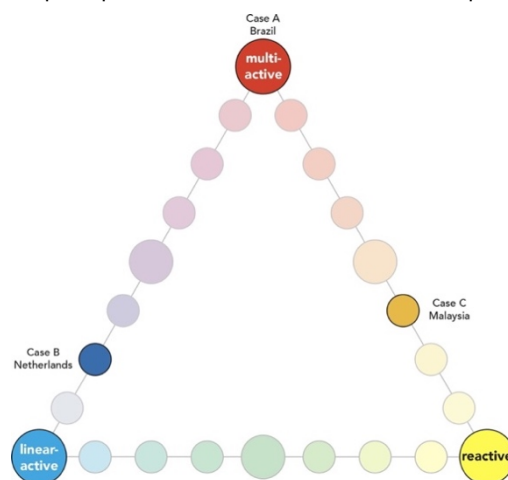 Case A
Brazil
multi-
active
Case C
Malaysia
Case B
Netherlands
linear-
active
reactive